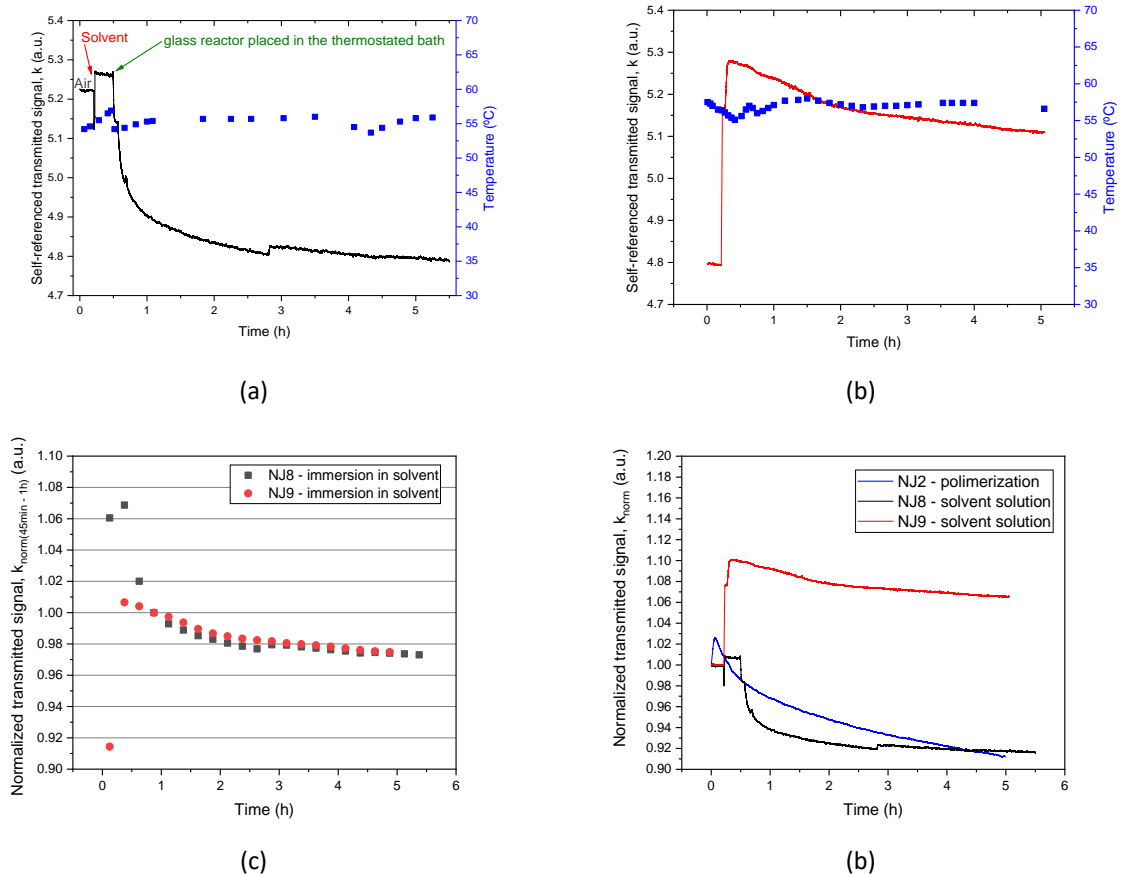 5.4
5.3
5.2
5.1
5.0
4.9
4.8
4.7
Self-referenced transmitted signal, k (a.u.)
Solvent
glass reactor placed in the thermostated bath
Air
70
65
60
55
50
45
40
35
30
Temperature (ºC)
0 1 2 3 4 5
Time (h)
(a)
5.4
5.3
5.2
5.1
5.0
4.9
4.8
4.7
Self-referenced transmitted signal, k (a.u.)
70
65
60
55
50
45
40
35
30
Temperature (ºC)
0 1 2 3 4 5
Time (h)
(b)
1.10
1.08
1.06
1.04
1.02
1.00
0.98
0.96
0.94
0.92
0.90
Normalized transmitted signal, knorm(45min - 1h) (a.u.)
NJ8 - immersion in solvent
NJ9 - immersion in solvent
0 1 2 3 4 5 6
Time (h)
(c)
1.20
1.18
1.16
1.14
1.12
1.10
1.08
1.06
1.04
1.02
1.00
0.98
0.96
0.94
0.92
0.90
Normalized transmitted signal, knorm (a.u.)
NJ2 - polimerization
NJ8 - solvent solution
NJ9 - solvent solution
0 1 2 3 4 5 6
Time (h)
(b)